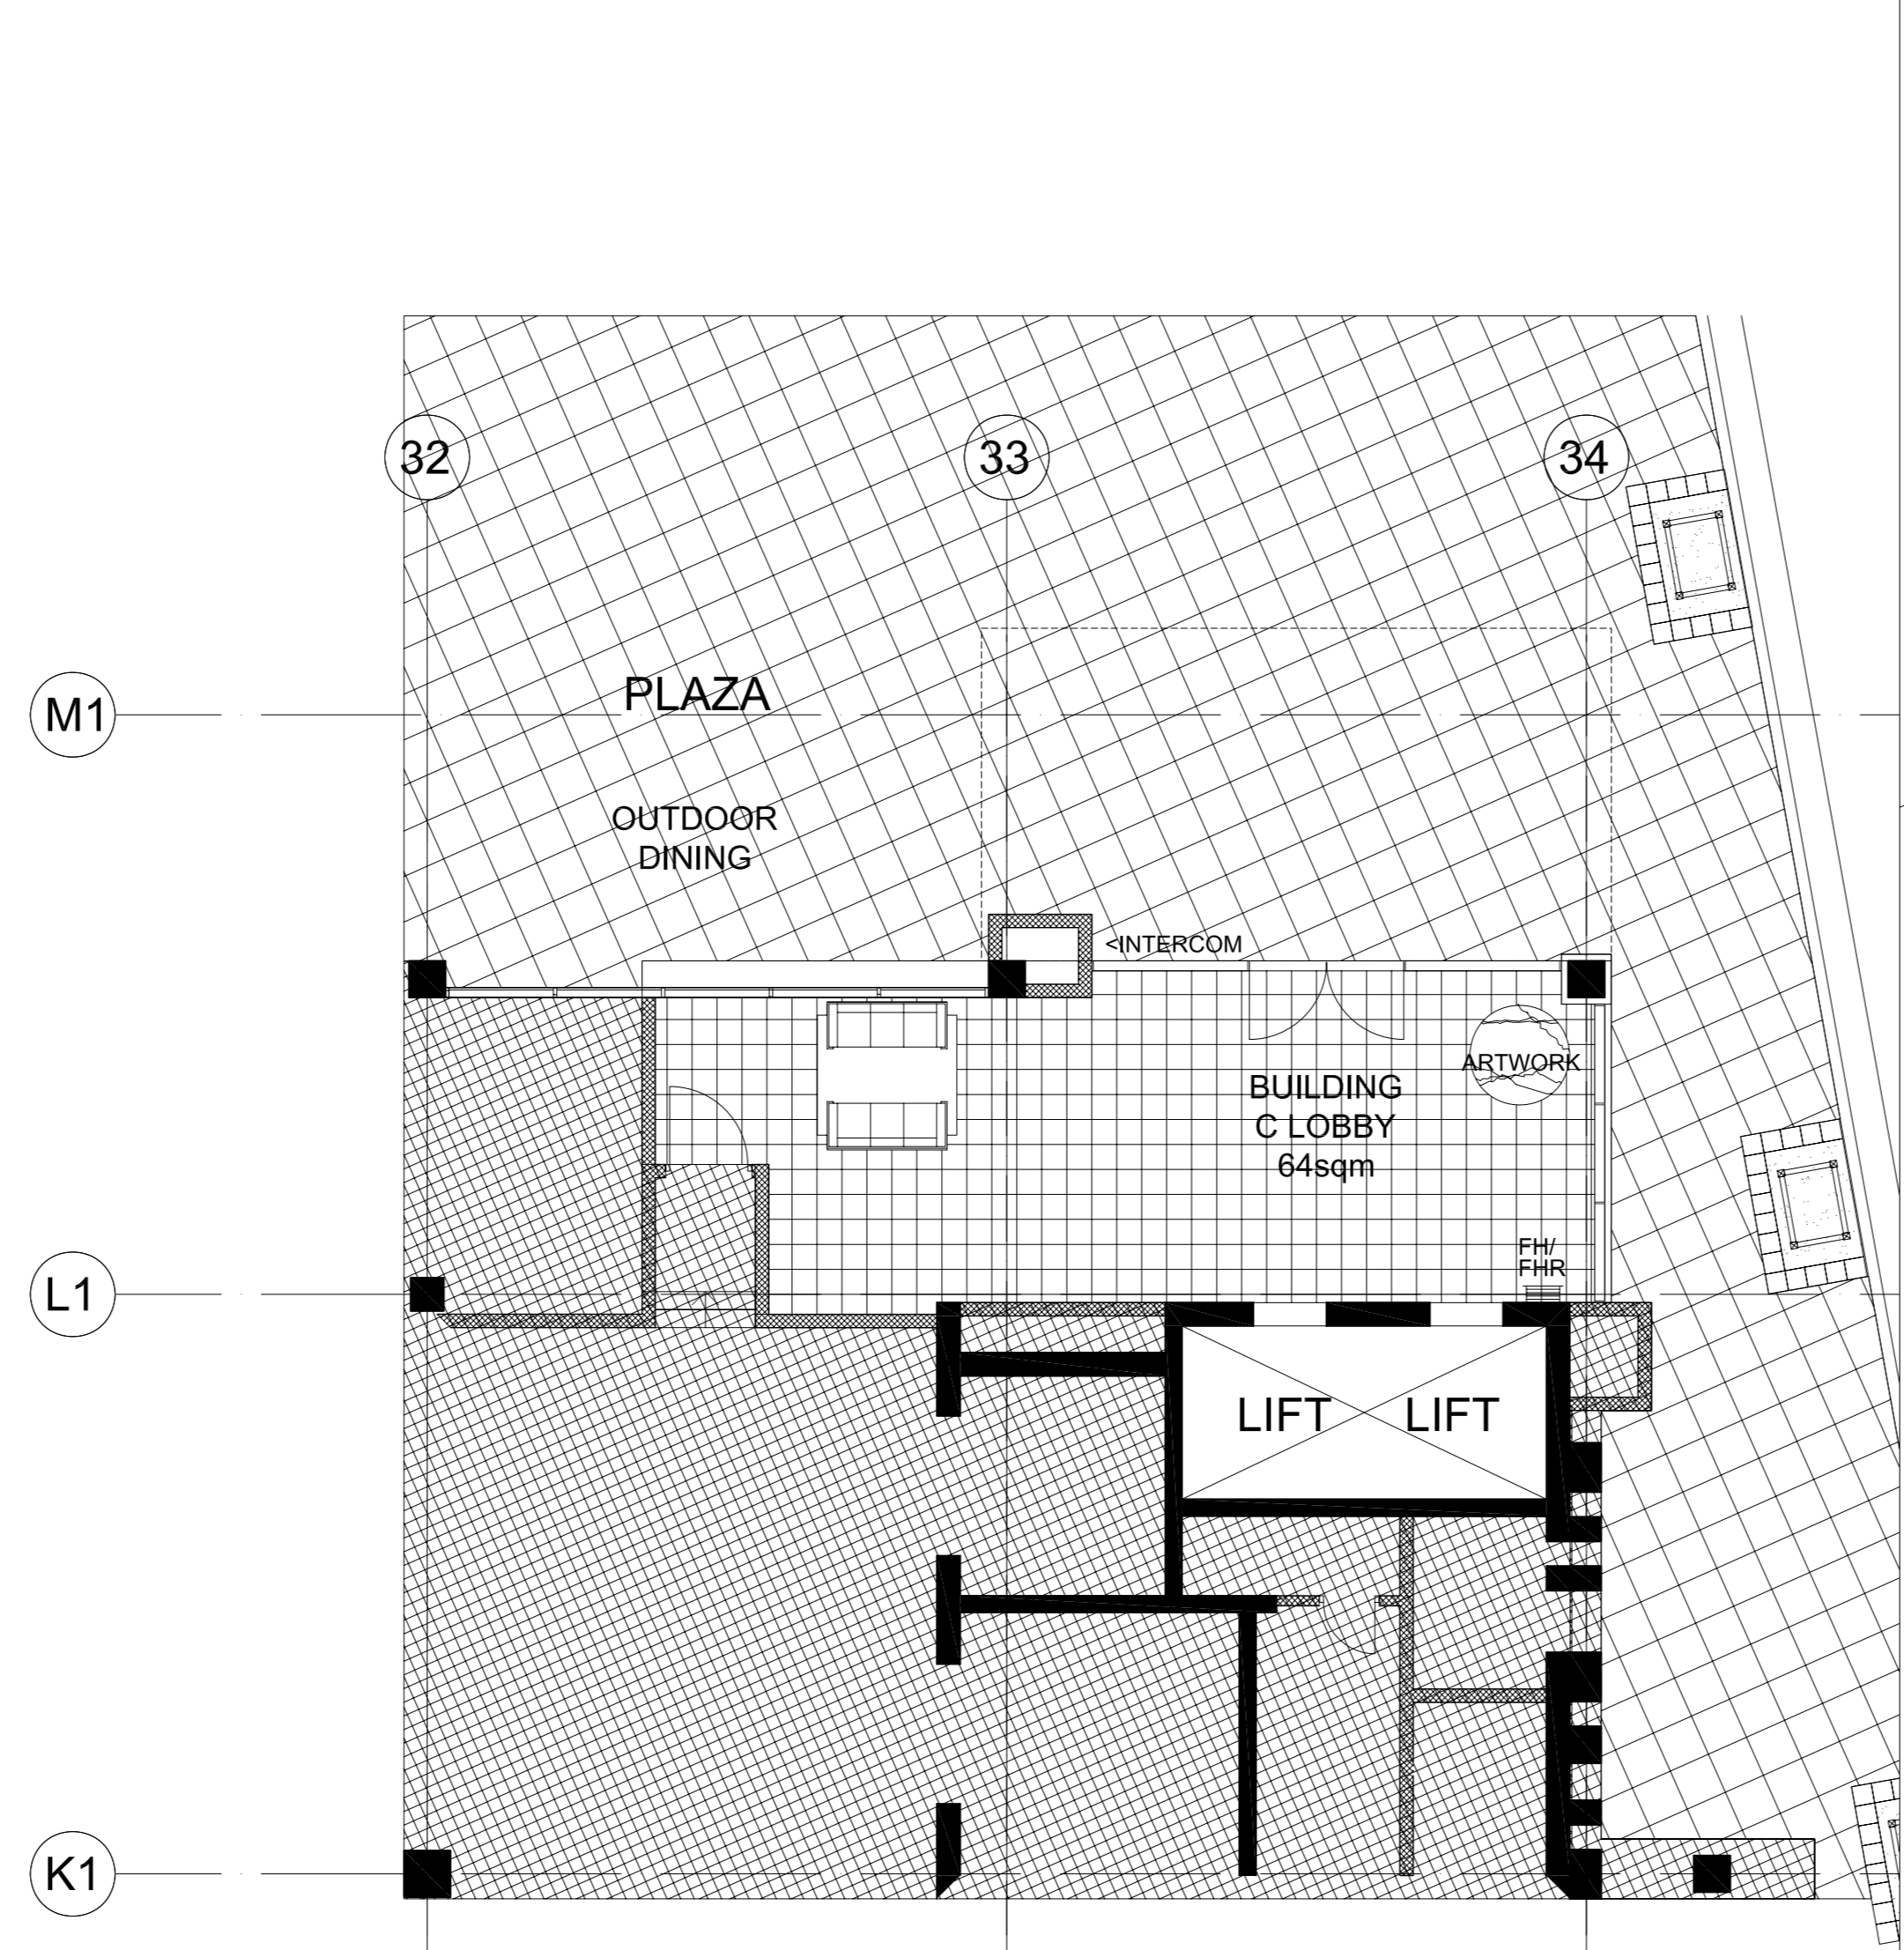 32
33
34
M1
PLAZA
OUTDOOR
DINING
<INTERCOM
ARTWORK
BUILDING
C LOBBY
64sqm
FH/
FHR
L1
LIFT LIFT
K1